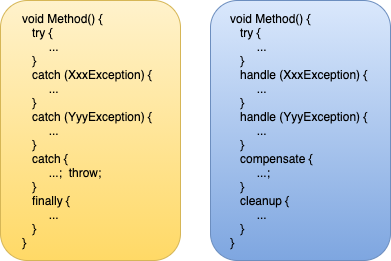 void Method() {
try {
...
}
catch (XxxException) {
...
}
catch (YyyException) {
...
}
catch {
...; throw;
}
finally {
...
}
}
void Method() {
try {
...
}
handle (XxxException) {
...
}
handle (YyyException) {
...
}
compensate {
...;
}
cleanup {
...
}
}